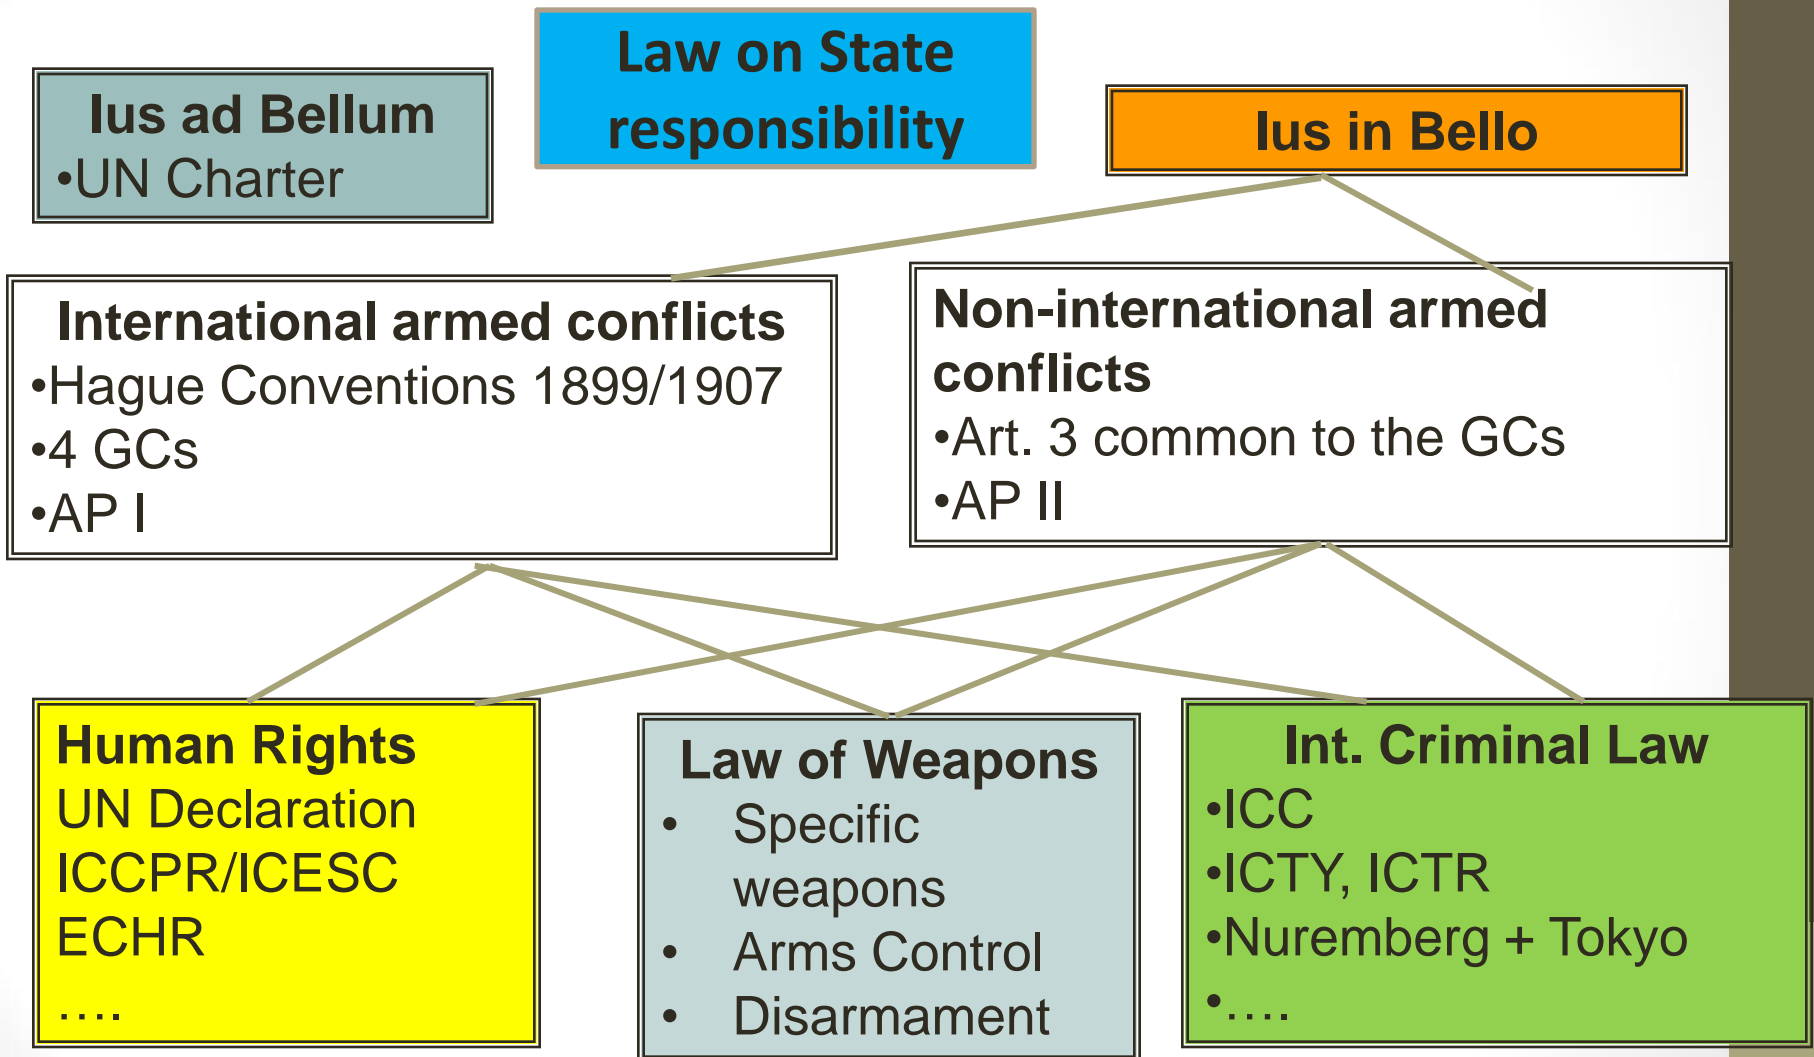 Law on State
responsibility
Ius ad Bellum
•UN Charter
Ius in Bello
International armed conflicts
•Hague Conventions 1899/1907
•4 GCs
•AP I
Non-international armed
conflicts
•Art. 3 common to the GCs
•AP II
Human Rights
UN Declaration
ICCPR/ICESC
ECHR
….
Law of Weapons
• Specific
weapons
• Arms Control
• Disarmament
Int. Criminal Law
•ICC
•ICTY, ICTR
•Nuremberg + Tokyo
•….